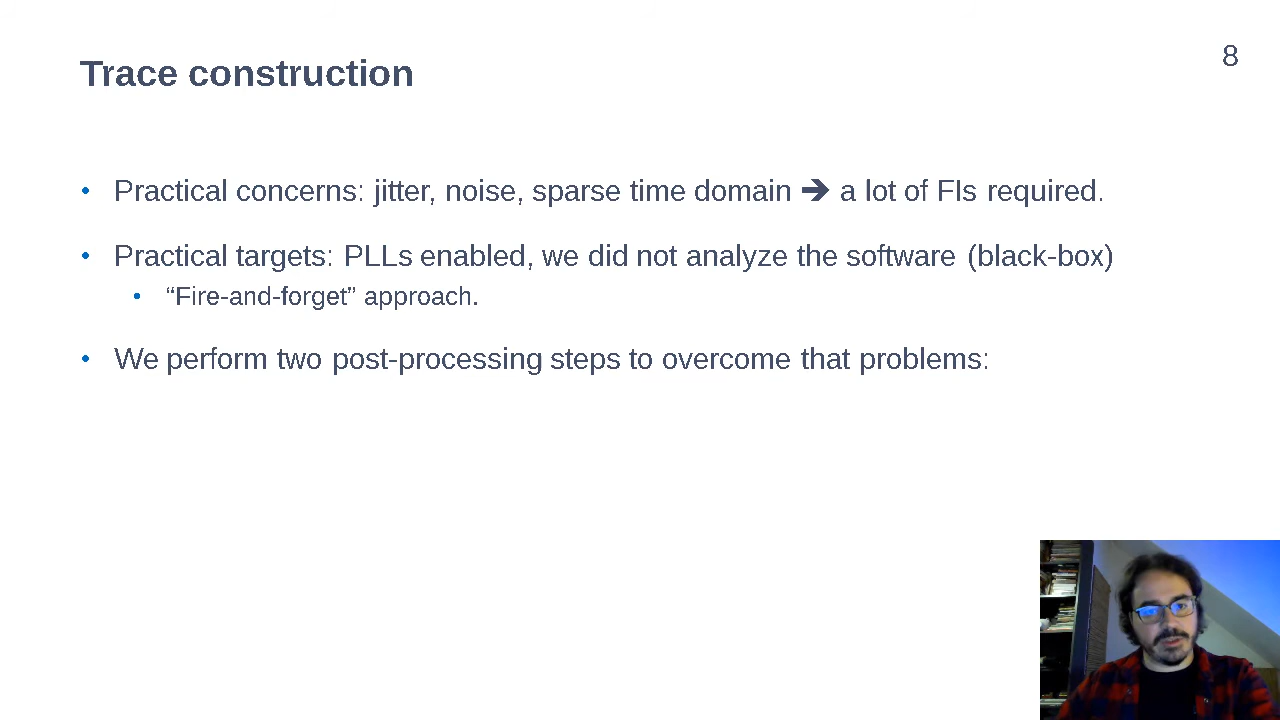 Trace construction
8
• Practical concerns: jitter, noise, sparse time domain ➔ a lot of FIs required.
• Practical targets: PLLs enabled, we did not analyze the software (black-box)
• “Fire-and-forget” approach.
• We perform two post-processing steps to overcome that problems: